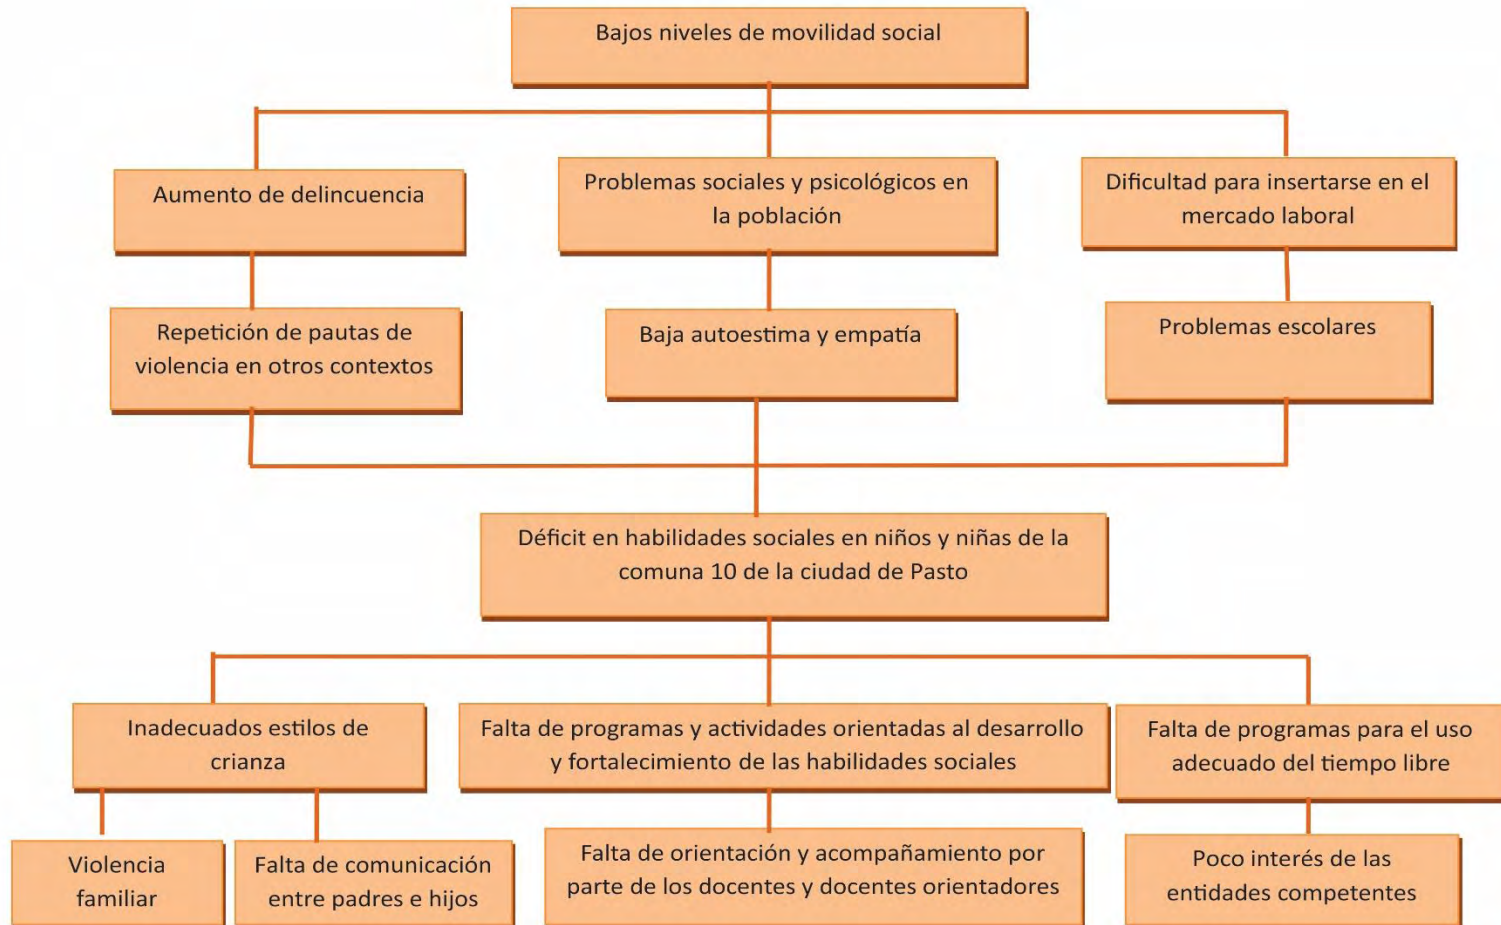 Bajos niveles de movilidad social
Aumento de delincuencia
Problemas sociales y psicológicos en
la población
Dificultad para insertarse en el
mercado laboral
Repetición de pautas de
violencia en otros contextos
Baja autoestima y empatía
Problemas escolares
Déficit en habilidades sociales en niños y niñas de la
comuna 10 de la ciudad de Pasto
Inadecuados estilos de
crianza
Falta de programas y actividades orientadas al desarrollo
y fortalecimiento de las habilidades sociales
Falta de programas para el uso
adecuado del tiempo libre
Violencia
familiar
Falta de comunicación
entre padres e hijos
Falta de orientación y acompañamiento por
parte de los docentes y docentes orientadores
Poco interés de las
entidades competentes